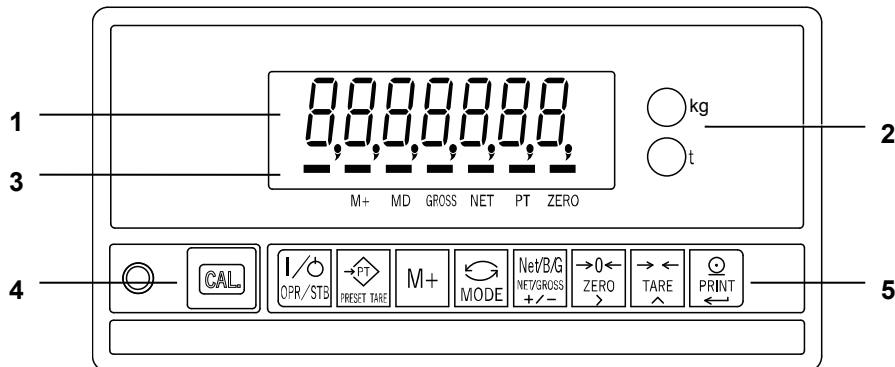 8,8,8,8,8,8,8,
1
kg
2
t
3
M+ MD GROSS NET PT ZERO
4
CAL.
I/ OPR/STB
→PT PRESET TARE
M+
MODE
Net/B/G NET/GROSS +/−
→0← ZERO >
→ ← TARE ^
PRINT
5